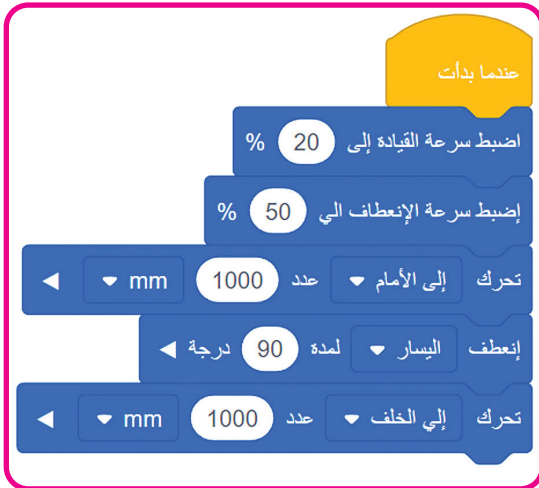 عندما بدأت
اضبط سرعة القيادة إلى 20 %
إضبط سرعة الإنعطاف الي 50 %
تحرك إلى الأمام عدد 1000 mm
إنعطف اليسار لمدة 90 درجة
تحرك إلي الخلف عدد 1000 mm